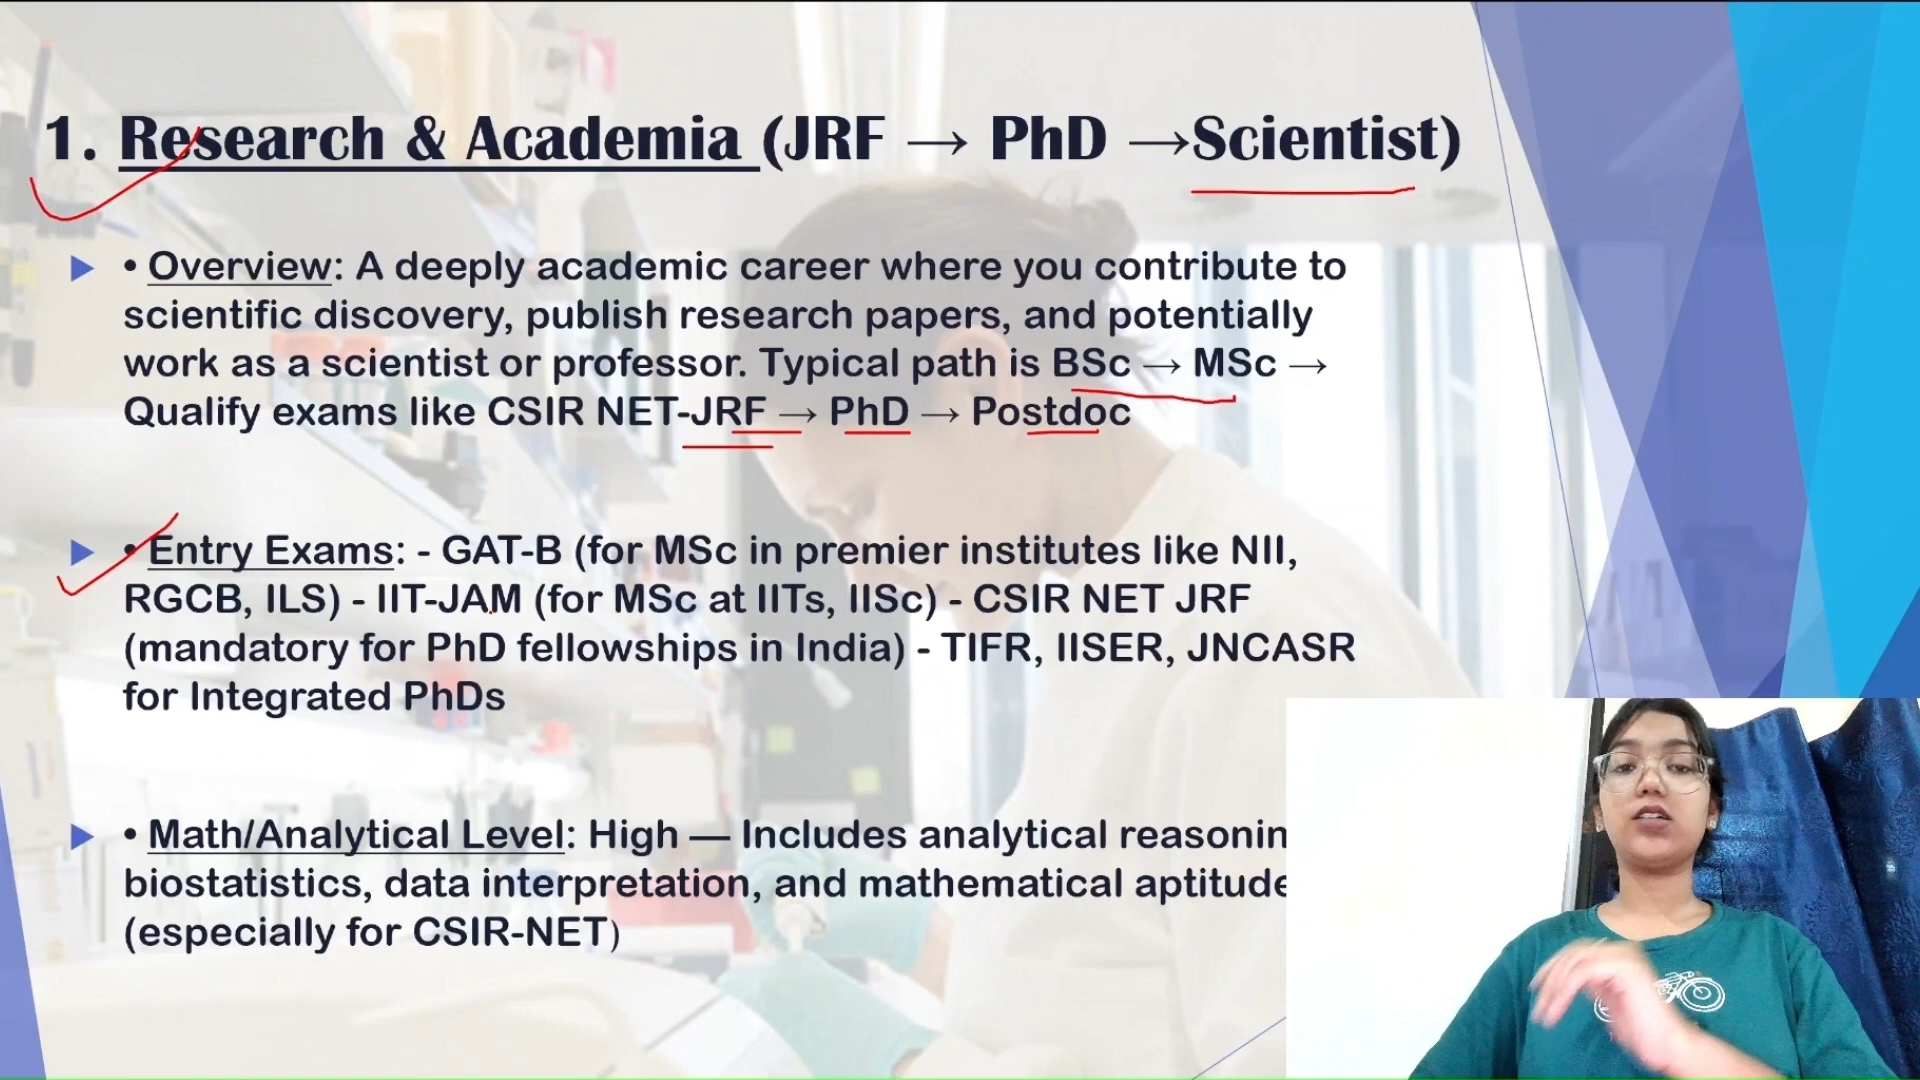 1. Research & Academia (JRF → PhD →Scientist)
• Overview: A deeply academic career where you contribute to
scientific discovery, publish research papers, and potentially
work as a scientist or professor. Typical path is BSc → MSc →
Qualify exams like CSIR NET-JRF → PhD → Postdoc
• Entry Exams: - GAT-B (for MSc in premier institutes like NII,
RGCB, ILS) - IIT-JAM (for MSc at IITs, IISc) - CSIR NET JRF
(mandatory for PhD fellowships in India) - TIFR, IISER, JNCASR
for Integrated PhDs
• Math/Analytical Level: High — Includes analytical reasonin
biostatistics, data interpretation, and mathematical aptitude
(especially for CSIR-NET)